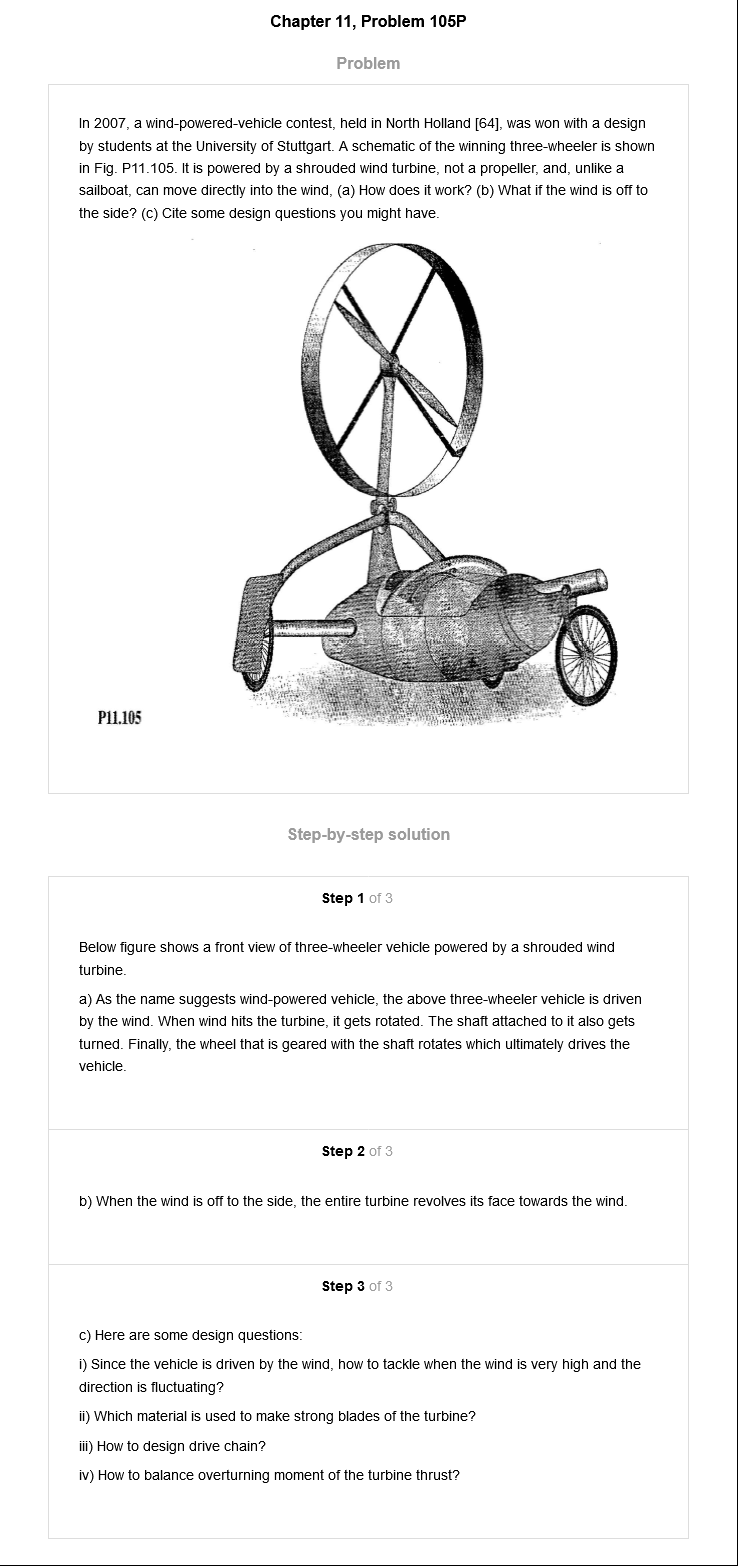 Chapter 11, Problem 105P
Problem
In 2007, a wind-powered-vehicle contest, held in North Holland [64], was won with a design
by students at the University of Stuttgart. A schematic of the winning three-wheeler is shown
in Fig. P11.105. It is powered by a shrouded wind turbine, not a propeller, and, unlike a
sailboat, can move directly into the wind, (a) How does it work? (b) What if the wind is off to
the side? (c) Cite some design questions you might have.
P11.105
Step-by-step solution
Step 1 of 3
Below figure shows a front view of three-wheeler vehicle powered by a shrouded wind
turbine.
a) As the name suggests wind-powered vehicle, the above three-wheeler vehicle is driven
by the wind. When wind hits the turbine, it gets rotated. The shaft attached to it also gets
turned. Finally, the wheel that is geared with the shaft rotates which ultimately drives the
vehicle.
Step 2 of 3
b) When the wind is off to the side, the entire turbine revolves its face towards the wind.
Step 3 of 3
c) Here are some design questions:
i) Since the vehicle is driven by the wind, how to tackle when the wind is very high and the
direction is fluctuating?
ii) Which material is used to make strong blades of the turbine?
iii) How to design drive chain?
iv) How to balance overturning moment of the turbine thrust?